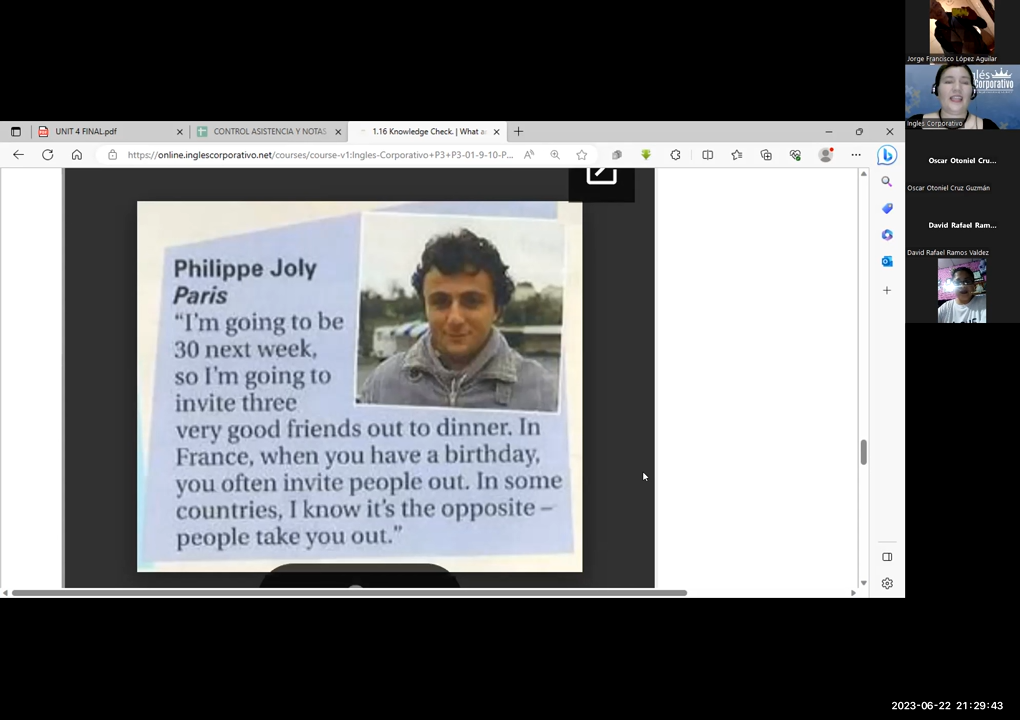 Jorge Francisco López Aguilar
Inglés Corporativo
Oscar Otoniel Cru...
Oscar Otoniel Cruz Guzmán
David Rafael Ram...
David Rafael Ramos Valdez
UNIT 4 FINAL.pdf
CONTROL ASISTENCIA Y NOTAS
1.16 Knowledge Check. | What a
https://online.inglescorporativo.net/courses/course-v1:Ingles-Corporativo+P3+P3-01-9-10-P...
Philippe Joly
Paris
“I’m going to be
30 next week,
so I’m going to
invite three
very good friends out to dinner. In
France, when you have a birthday,
you often invite people out. In some
countries, I know it’s the opposite –
people take you out.”
2023-06-22 21:29:43